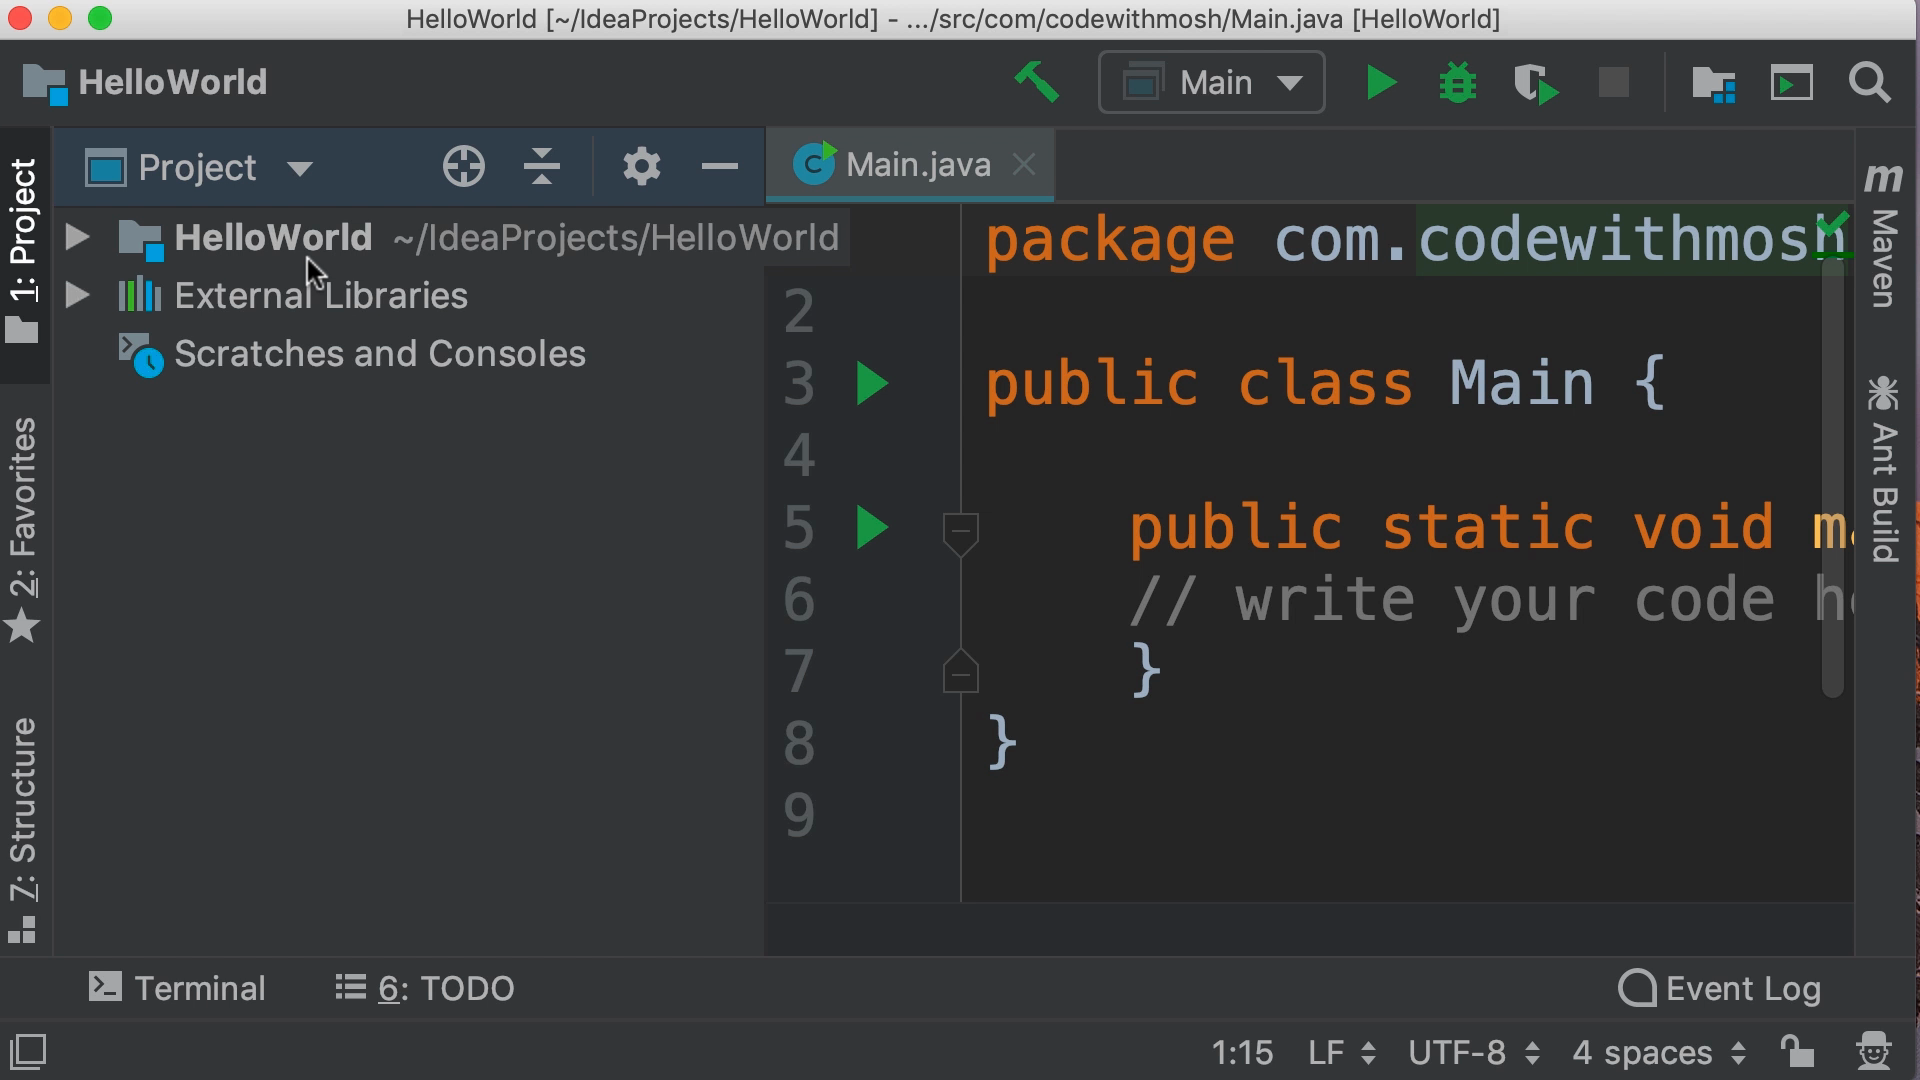 HelloWorld [~/IdeaProjects/HelloWorld] - .../src/com/codewithmosh/Main.java [HelloWorld]
HelloWorld
Main
1: Project
2: Favorites
7: Structure
Project
HelloWorld ~/IdeaProjects/HelloWorld
External Libraries
Scratches and Consoles
Main.java
package com.codewithmosh
2
3 public class Main {
4
5 public static void
6 // write your code
7 }
8 }
9
m Maven
Ant Build
Terminal
6: TODO
Event Log
1:15 LF UTF-8 4 spaces